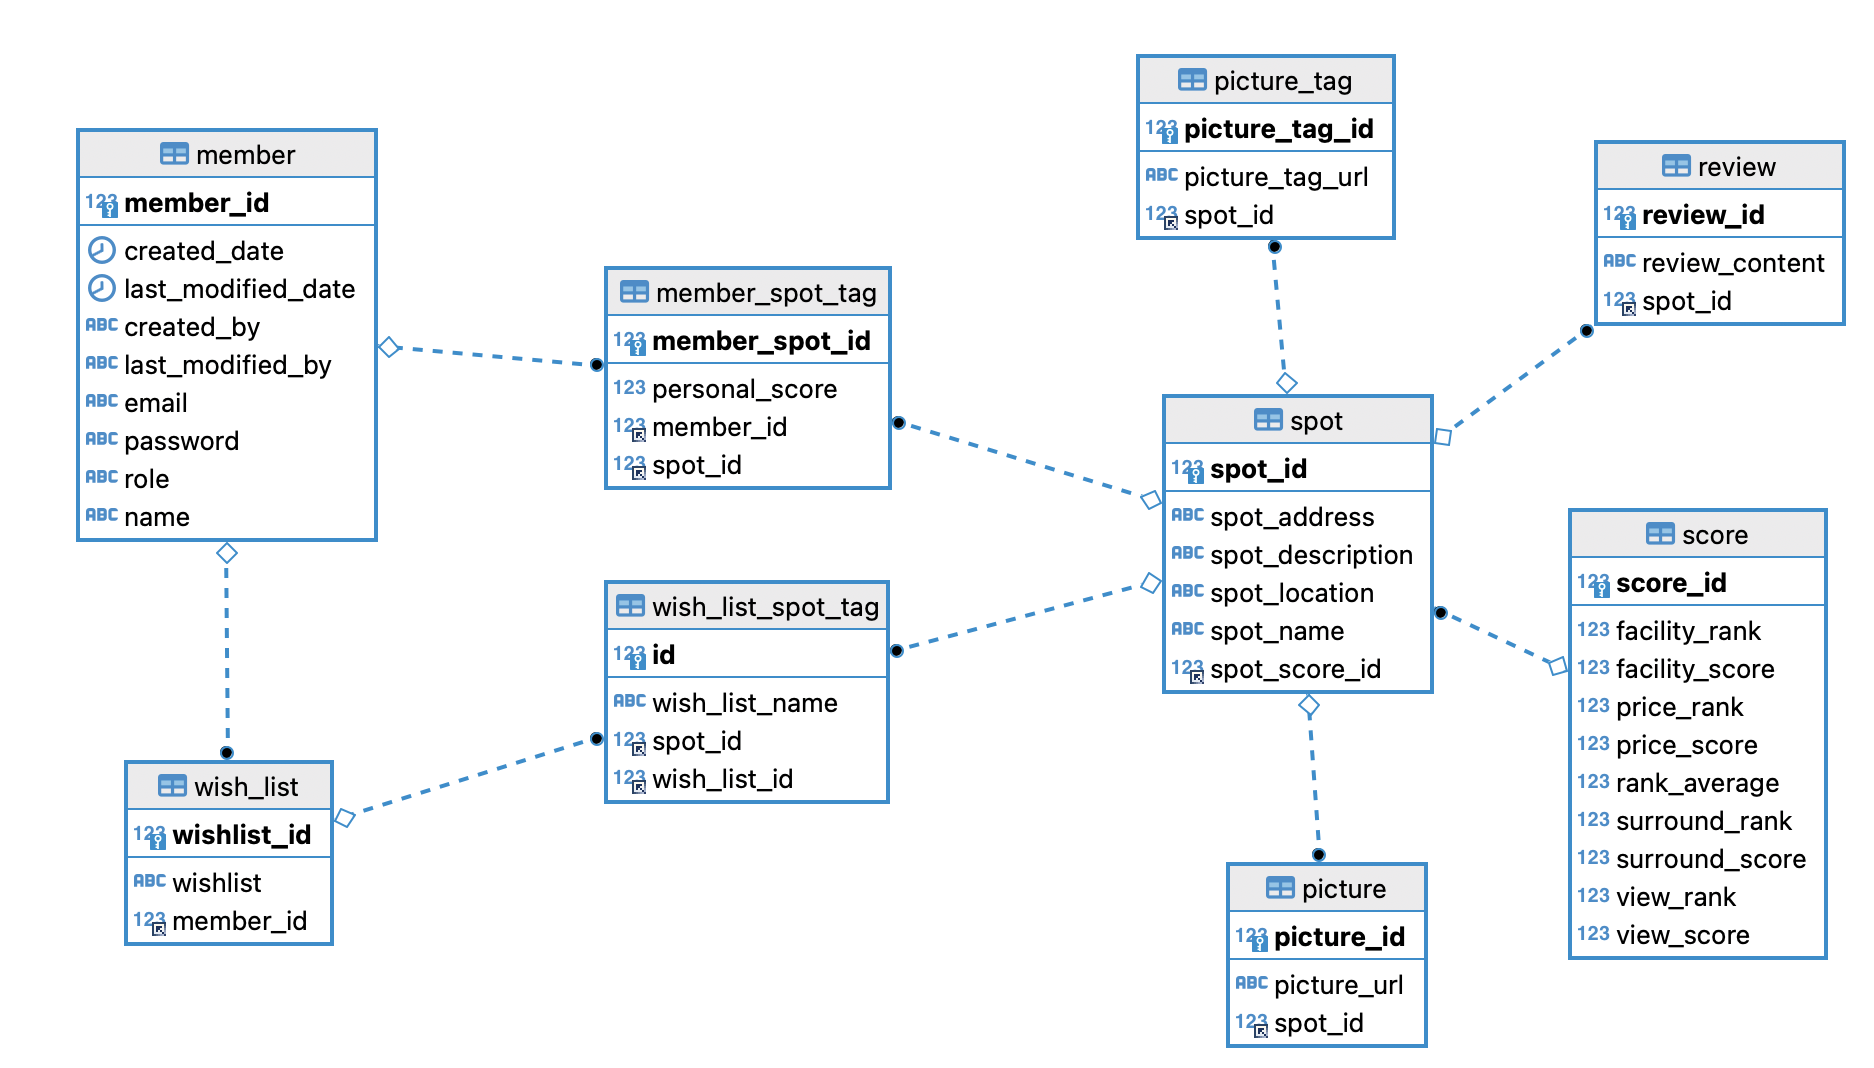 member
123 member_id
created_date
last_modified_date
ABC created_by
ABC last_modified_by
ABC email
ABC password
ABC role
ABC name
member_spot_tag
123 member_spot_id
123 personal_score
123 member_id
123 spot_id
wish_list_spot_tag
123 id
ABC wish_list_name
123 spot_id
123 wish_list_id
wish_list
123 wishlist_id
ABC wishlist
123 member_id
picture_tag
123 picture_tag_id
ABC picture_tag_url
123 spot_id
spot
123 spot_id
ABC spot_address
ABC spot_description
ABC spot_location
ABC spot_name
123 spot_score_id
picture
123 picture_id
ABC picture_url
123 spot_id
review
123 review_id
ABC review_content
123 spot_id
score
123 score_id
123 facility_rank
123 facility_score
123 price_rank
123 price_score
123 rank_average
123 surround_rank
123 surround_score
123 view_rank
123 view_score